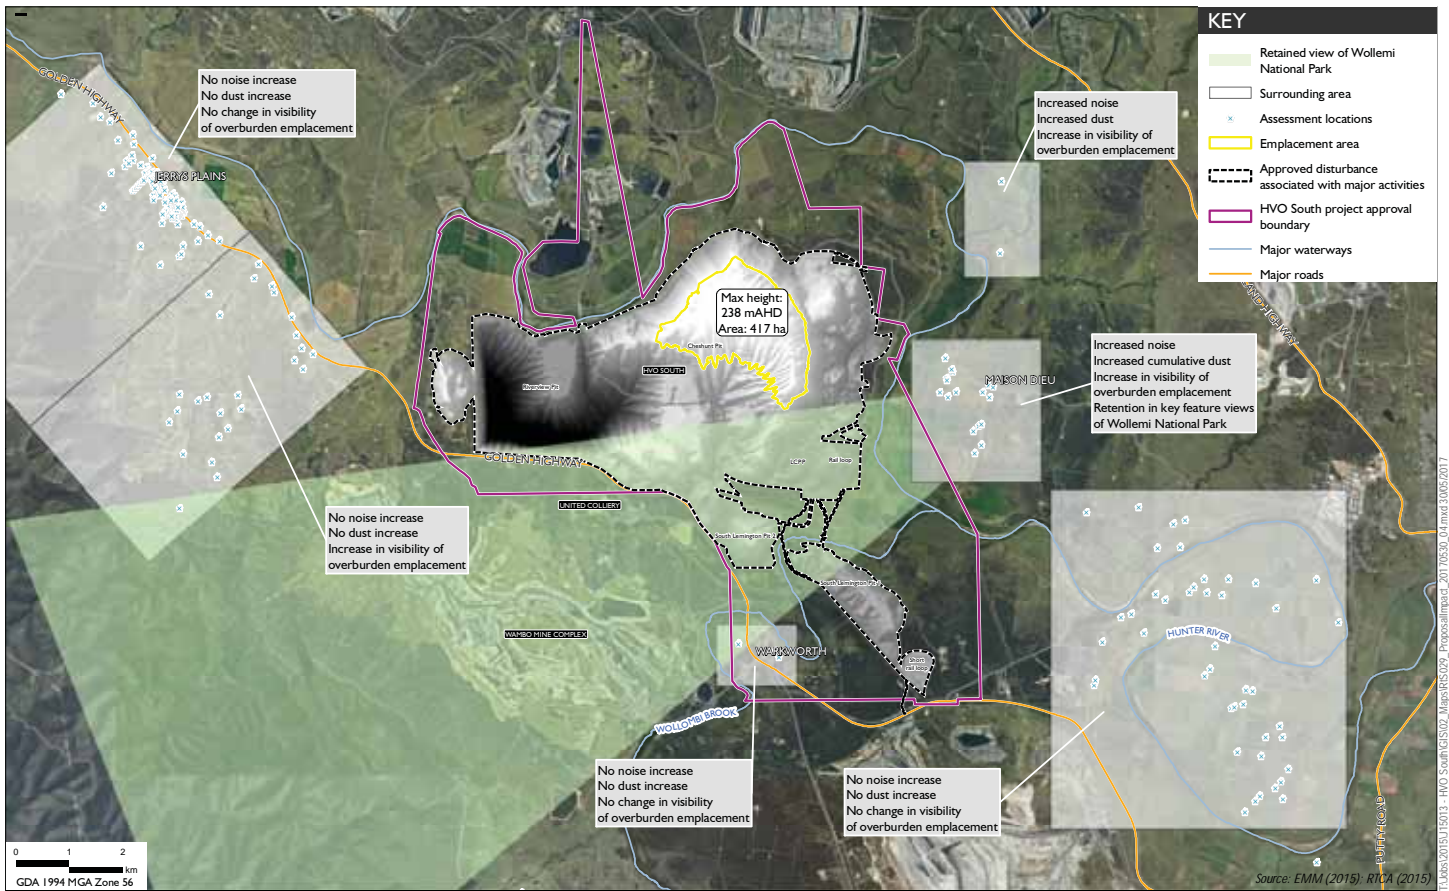 KEY
Retained view of Wollemi
National Park
Surrounding area
Assessment locations
Emplacement area
Approved disturbance
associated with major activities
HVO South project approval
boundary
Major waterways
Major roads
GOLDEN HIGHWAY
No noise increase
No dust increase
No change in visibility
of overburden emplacement
JERRYS PLAINS
Increased noise
Increased dust
Increase in visibility of
overburden emplacement
Max height:
238 mAHD
Area: 417 ha
Cheshunt Pit
HVO SOUTH
Riverview Pit
Increased noise
Increased cumulative dust
Increase in visibility of
overburden emplacement
Retention in key feature views
of Wollemi National Park
MAISON DIEU
GOLDEN HIGHWAY
LCPP
Rail loop
UNITED COLLIERY
No noise increase
No dust increase
Increase in visibility of
overburden emplacement
South Lemington Pit 2
South Lemington Pit
WAMBO MINE COMPLEX
WARKWORTH
Short
rail loop
HUNTER RIVER
WOLLOMBI BROOK
No noise increase
No dust increase
No change in visibility
of overburden emplacement
No noise increase
No dust increase
No change in visibility
of overburden emplacement
PUTTY ROAD
0 1 2
km
GDA 1994 MGA Zone 56
Source: EMM (2015); RTCA (2015)